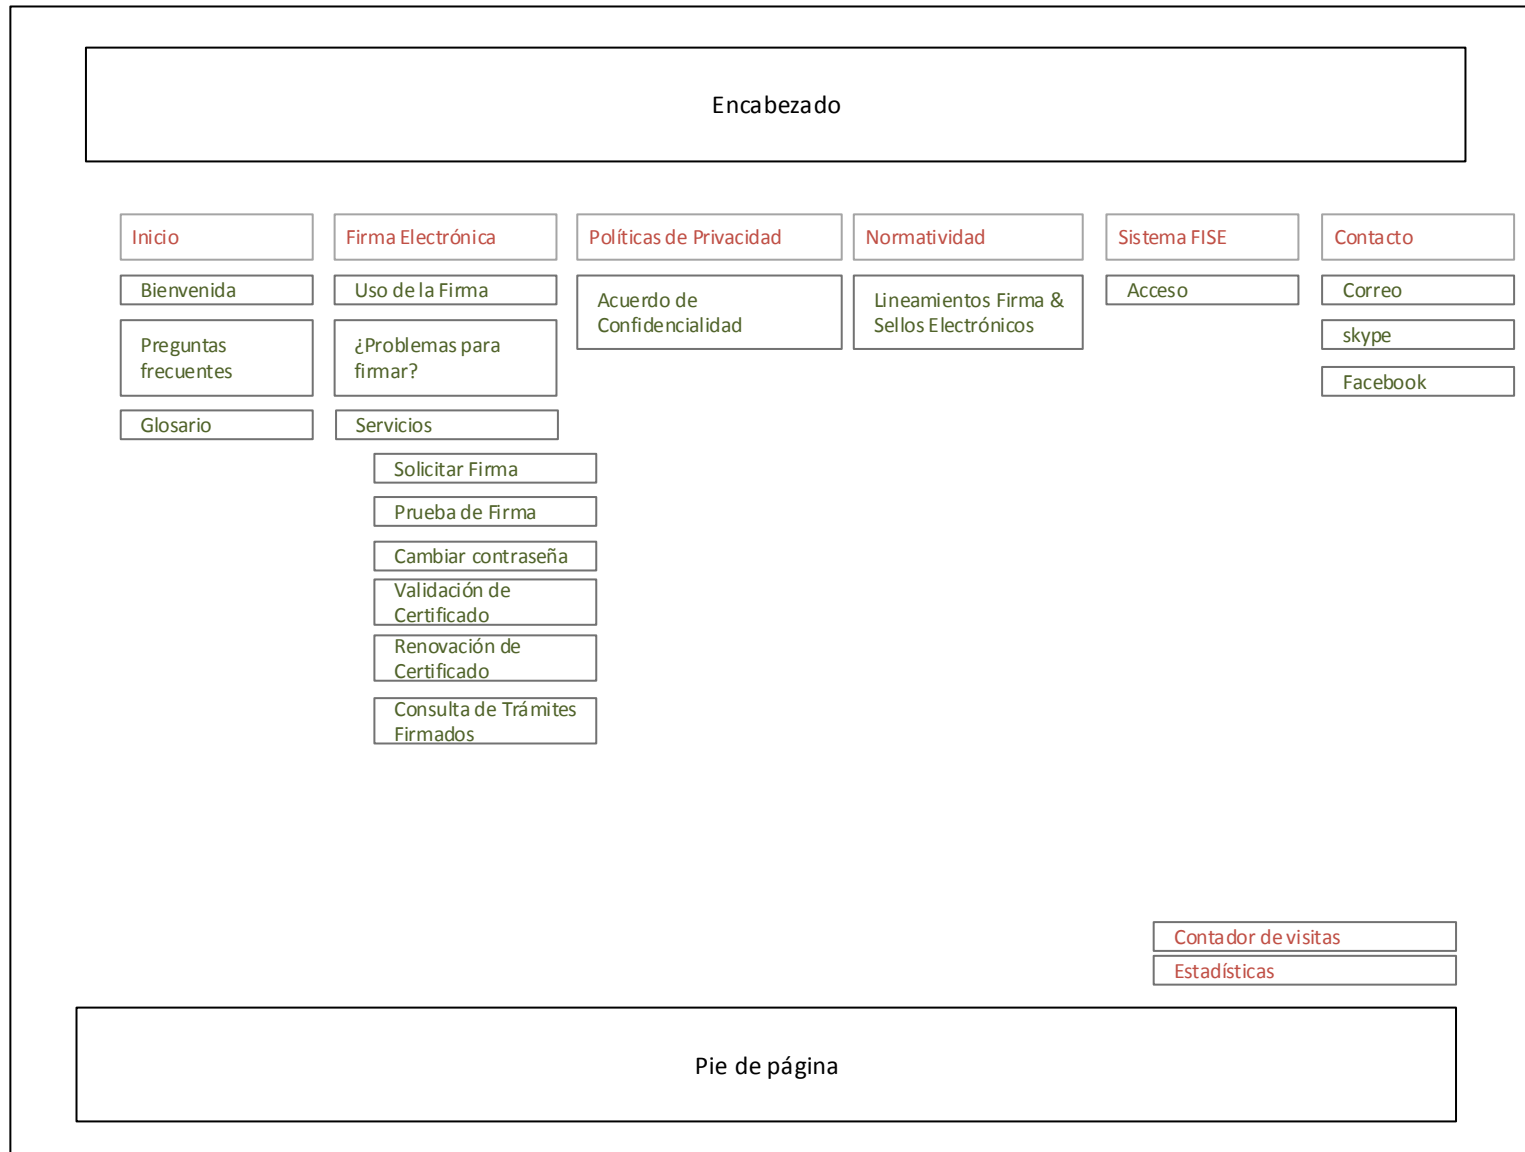 Encabezado
Inicio
Firma Electrónica
Políticas de Privacidad
Normatividad
Sistema FISE
Contacto
Bienvenida
Uso de la Firma
Acuerdo de
Confidencialidad
Lineamientos Firma &
Sellos Electrónicos
Acceso
Correo
Preguntas
frecuentes
¿Problemas para
firmar?
skype
Facebook
Glosario
Servicios
Solicitar Firma
Prueba de Firma
Cambiar contraseña
Validación de
Certificado
Renovación de
Certificado
Consulta de Trámites
Firmados
Contador de visitas
Estadísticas
Pie de página